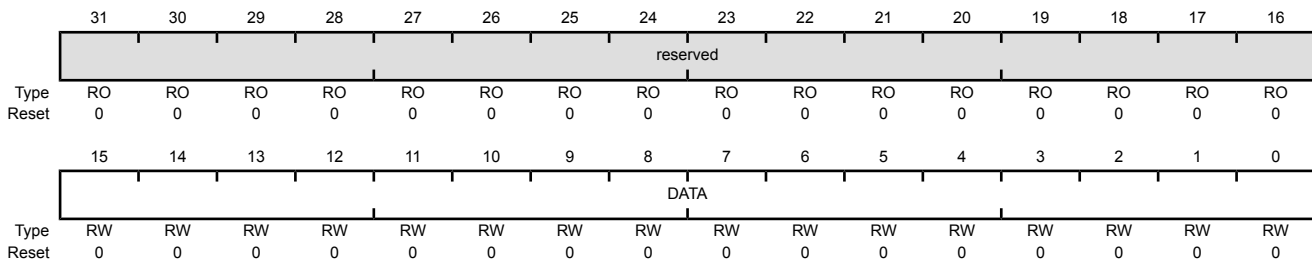 31 30 29 28 27 26 25 24 23 22 21 20 19 18 17 16
reserved
Type RO RO RO RO RO RO RO RO RO RO RO RO RO RO RO RO
Reset 0 0 0 0 0 0 0 0 0 0 0 0 0 0 0 0
15 14 13 12 11 10 9 8 7 6 5 4 3 2 1 0
DATA
Type RW RW RW RW RW RW RW RW RW RW RW RW RW RW RW RW
Reset 0 0 0 0 0 0 0 0 0 0 0 0 0 0 0 0